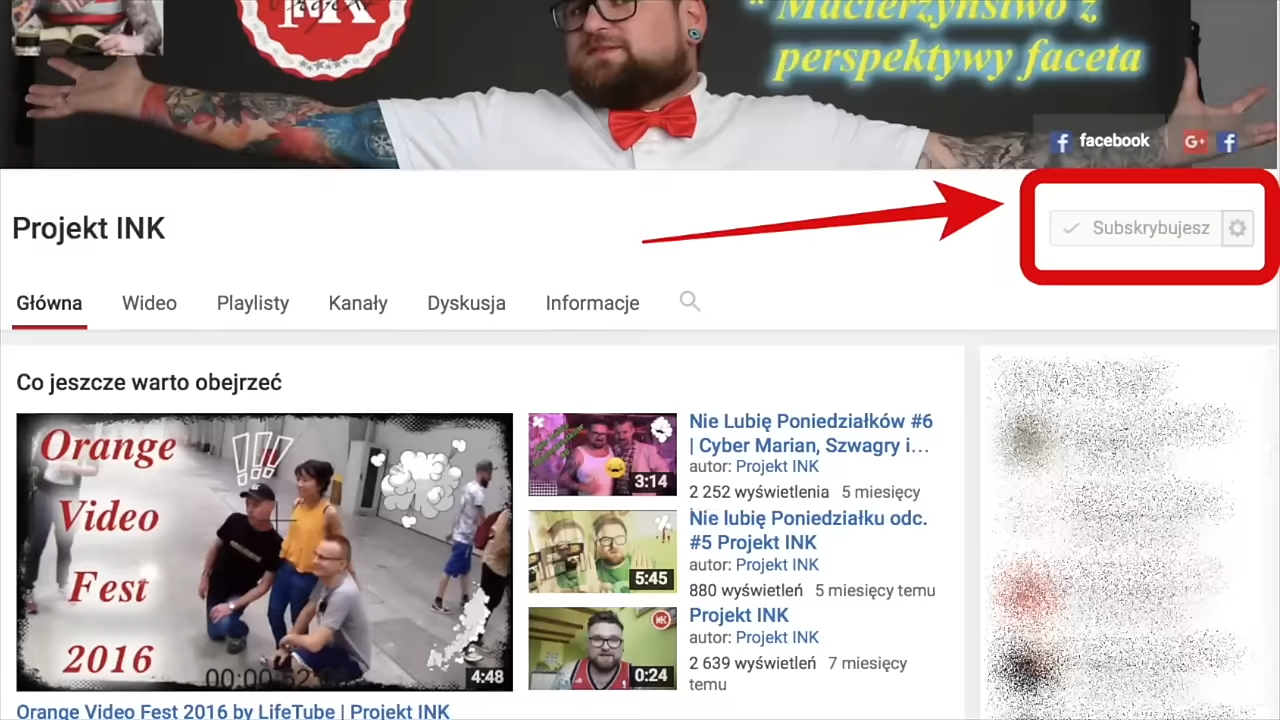 * Macierzyństwo z
perspektywy faceta
facebook
G+
Projekt INK
Subskrybujesz
Główna
Wideo
Playlisty
Kanały
Dyskusja
Informacje
Co jeszcze warto obejrzeć
Orange
Video
Fest
2016
!!!
4:48
Orange Video Fest 2016 by LifeTube | Projekt INK
3:14
Nie Lubię Poniedziałków #6
| Cyber Marian, Szwagry i…
autor: Projekt INK
2 252 wyświetlenia 5 miesięcy
5:45
Nie lubię Poniedziałku odc.
#5 Projekt INK
autor: Projekt INK
880 wyświetleń 5 miesięcy temu
0:24
Projekt INK
autor: Projekt INK
2 639 wyświetleń 7 miesięcy
temu